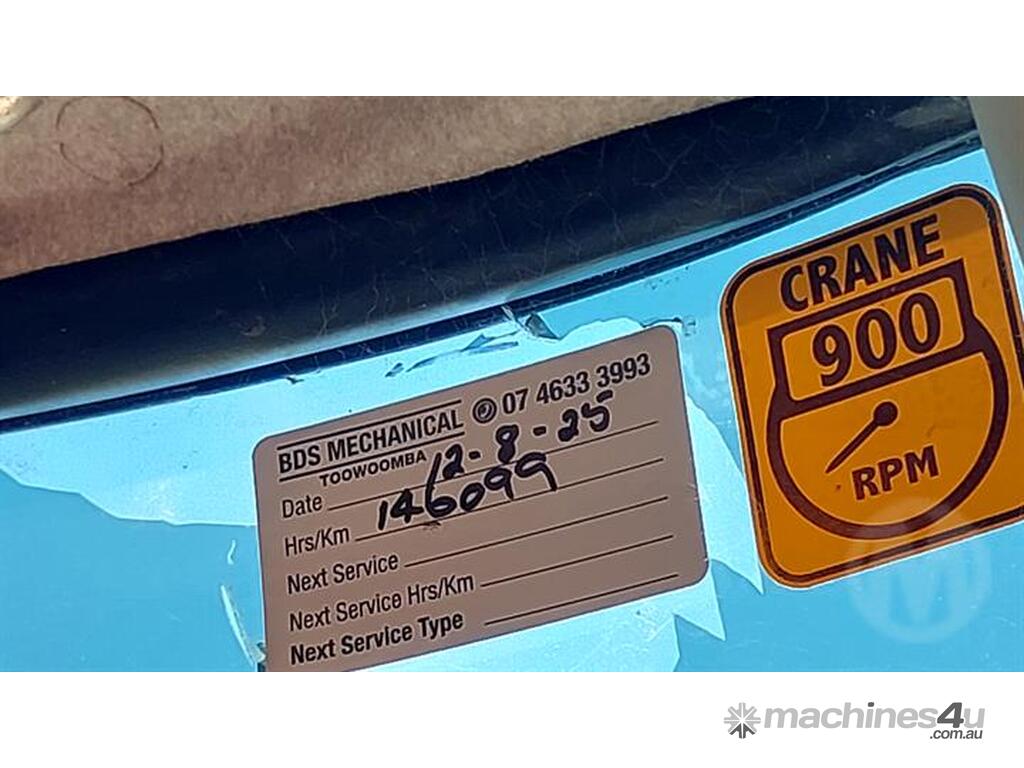 BDS MECHANICAL 07 4633 3993
TOOWOOMBA
Date 12-8-25
Hrs/Km 146099
Next Service
Next Service Hrs/Km
Next Service Type
CRANE
900
RPM
machines4u
.com.au